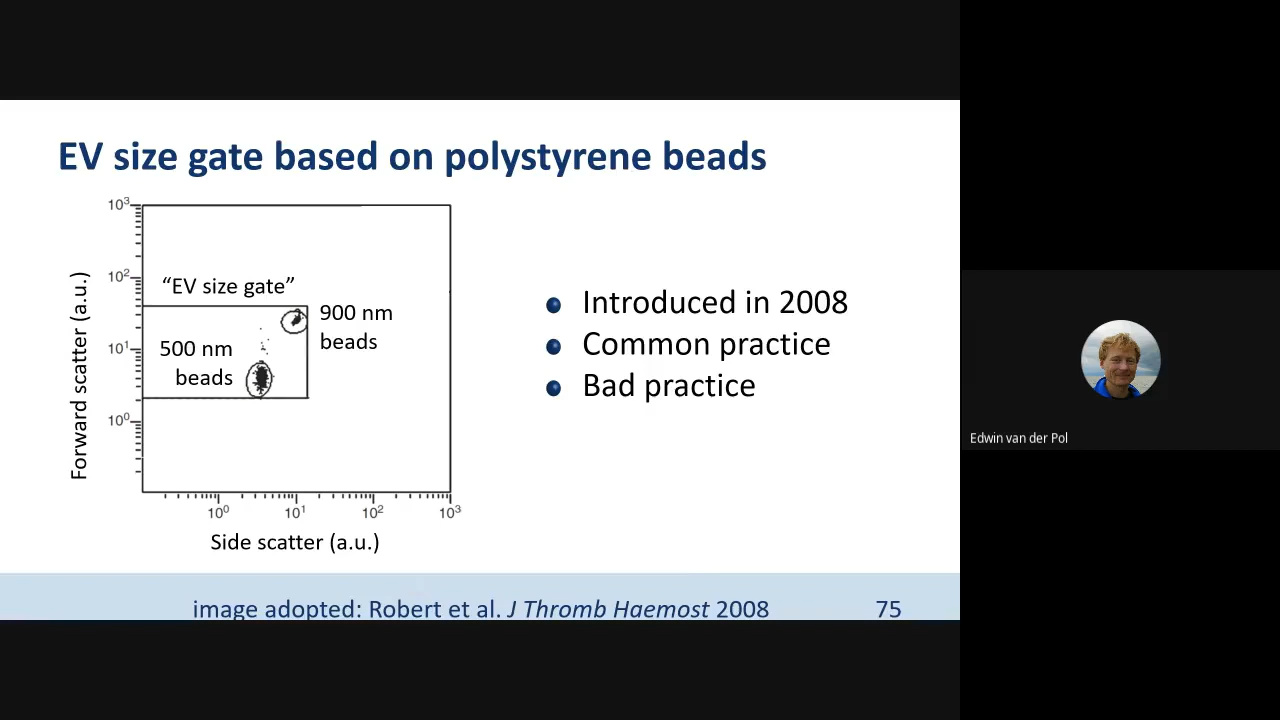 EV size gate based on polystyrene beads
10³
10²
10¹
10⁰
Forward scatter (a.u.)
“EV size gate”
900 nm
beads
500 nm
beads
10⁰ 10¹ 10² 10³
Side scatter (a.u.)
Introduced in 2008
Common practice
Bad practice
image adopted: Robert et al. J Thromb Haemost 2008 75
Edwin van der Pol